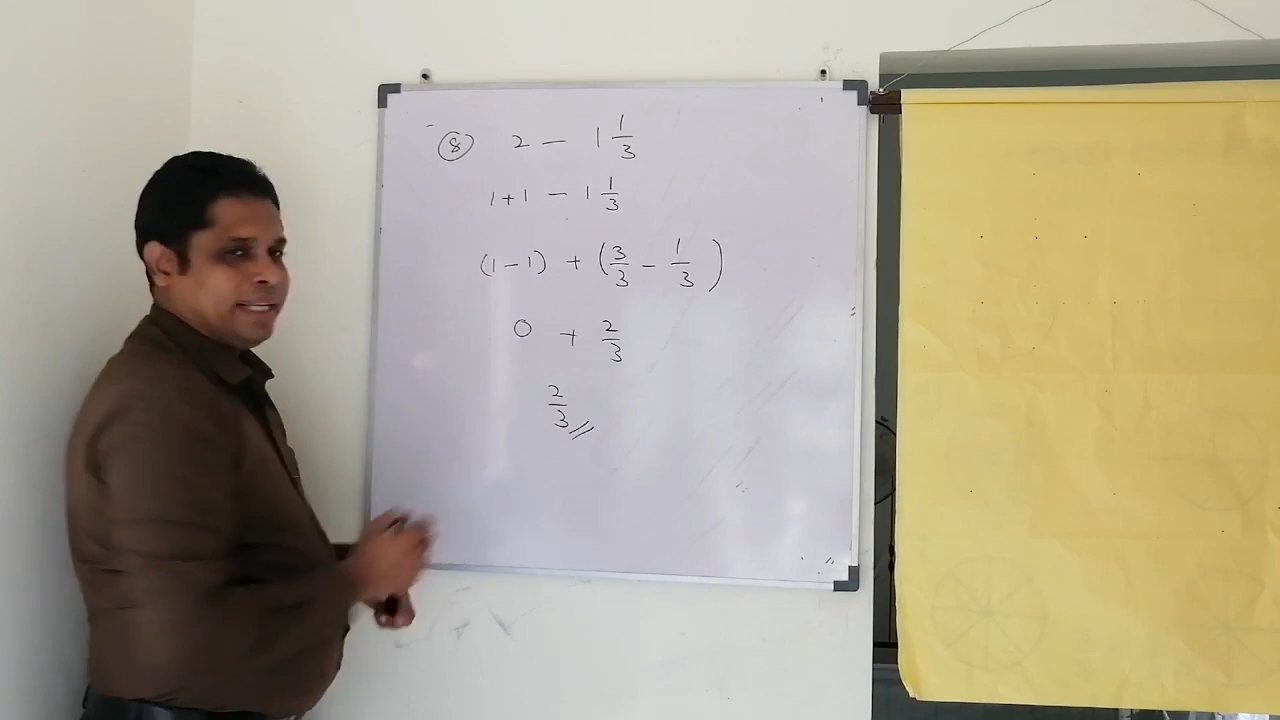 ⑧ 2 — 1 1/3
1+1 — 1 1/3
(1-1) + (3/3 - 1/3)
0 + 2/3
2/3 //